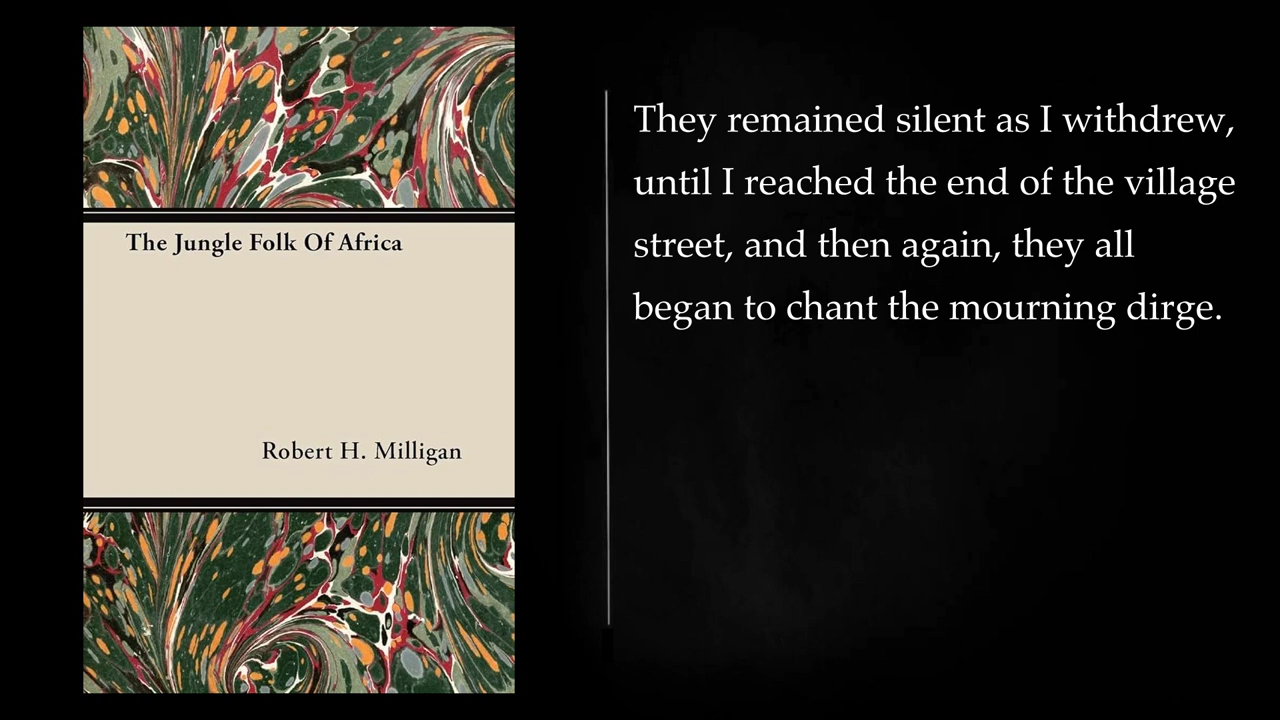 The Jungle Folk Of Africa
Robert H. Milligan
They remained silent as I withdrew,
until I reached the end of the village
street, and then again, they all
began to chant the mourning dirge.